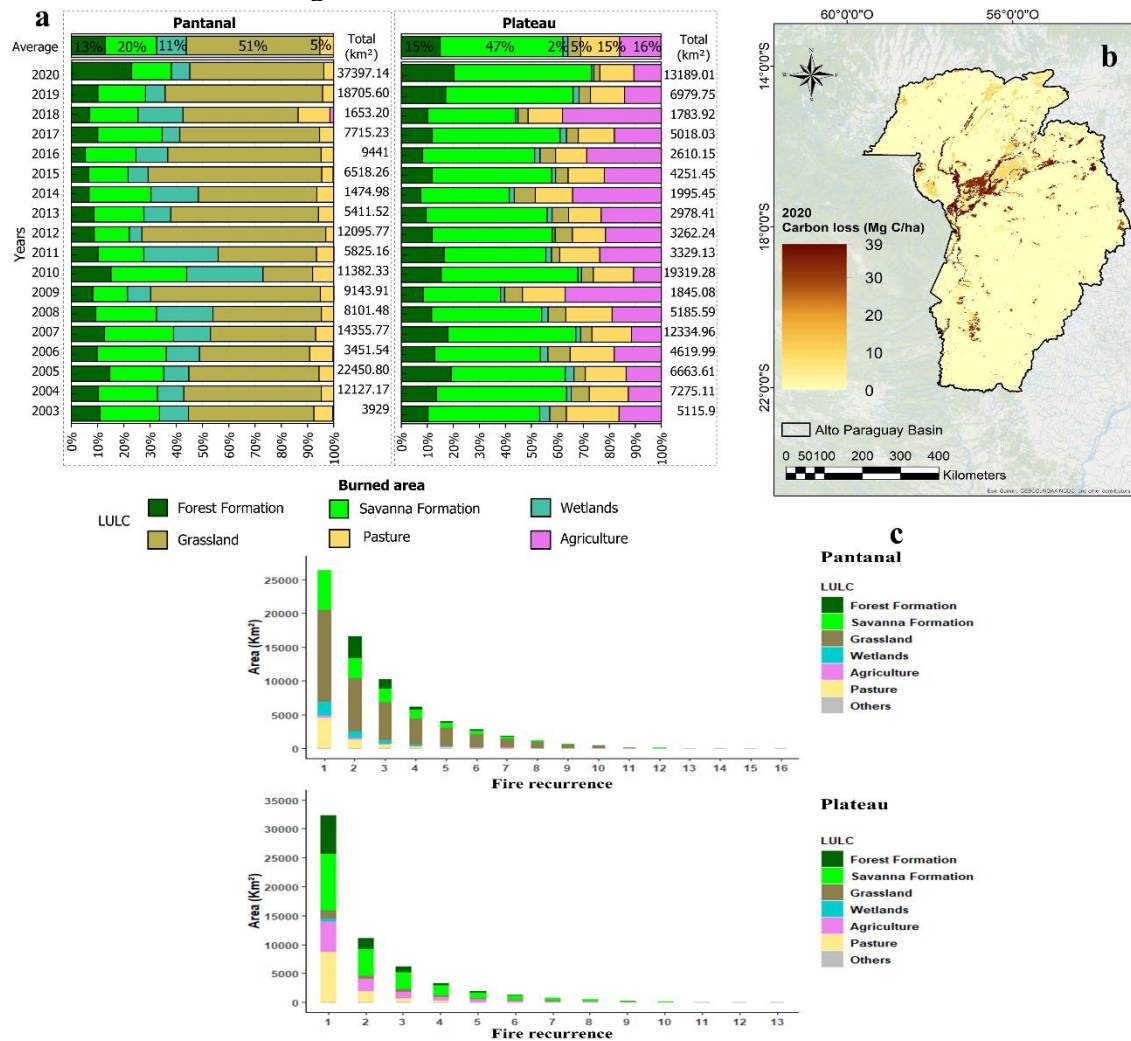 a
Pantanal
Plateau
Total
(km²)
Total
(km²)
Average 13% 20% 11% 51% 5% 15% 47% 2% 5% 15% 16%
2020 37397.14 13189.01
2019 18705.60 6979.75
2018 1653.20 1783.92
2017 7715.23 5018.03
2016 9441 2610.15
2015 6518.26 4251.45
2014 1474.98 1995.45
2013 5411.52 2978.41
2012 12095.77 3262.24
2011 5825.16 3329.13
2010 11382.33 19319.28
2009 9143.91 1845.08
2008 8101.48 5185.59
2007 14355.77 12334.96
2006 3451.54 4619.99
2005 22450.80 6663.61
2004 12127.17 7275.11
2003 3929 5115.9
Years
0% 10% 20% 30% 40% 50% 60% 70% 80% 90% 100%
0% 10% 20% 30% 40% 50% 60% 70% 80% 90% 100%
Burned area
LULC
Forest Formation
Savanna Formation
Wetlands
Grassland
Pasture
Agriculture
b
60°0'0"W 56°0'0"W
14°0'0"S
18°0'0"S
22°0'0"S
N
2020
Carbon loss (Mg C/ha)
39
30
20
10
0
Alto Paraguay Basin
0 50100 200 300 400
Kilometers
c
Pantanal
LULC
Forest Formation
Savanna Formation
Grassland
Wetlands
Agriculture
Pasture
Others
Area (Km²)
25000
20000
15000
10000
5000
0
1 2 3 4 5 6 7 8 9 10 11 12 13 14 15 16
Fire recurrence
Plateau
LULC
Forest Formation
Savanna Formation
Grassland
Wetlands
Agriculture
Pasture
Others
Area (Km²)
35000
30000
25000
20000
15000
10000
5000
0
1 2 3 4 5 6 7 8 9 10 11 12 13
Fire recurrence